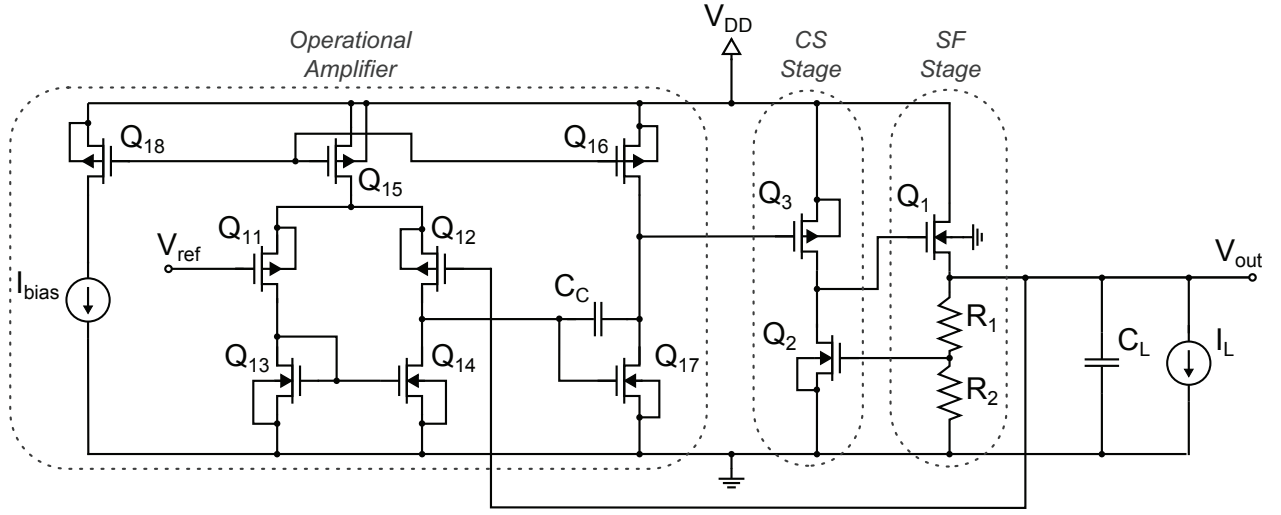 V_DD
Operational
Amplifier
CS
Stage
SF
Stage
Q_18
Q_15
Q_16
Q_3
Q_1
Q_11
Q_12
V_ref
V_out
I_bias
C_C
R_1
Q_2
C_L
I_L
Q_13
Q_14
Q_17
R_2